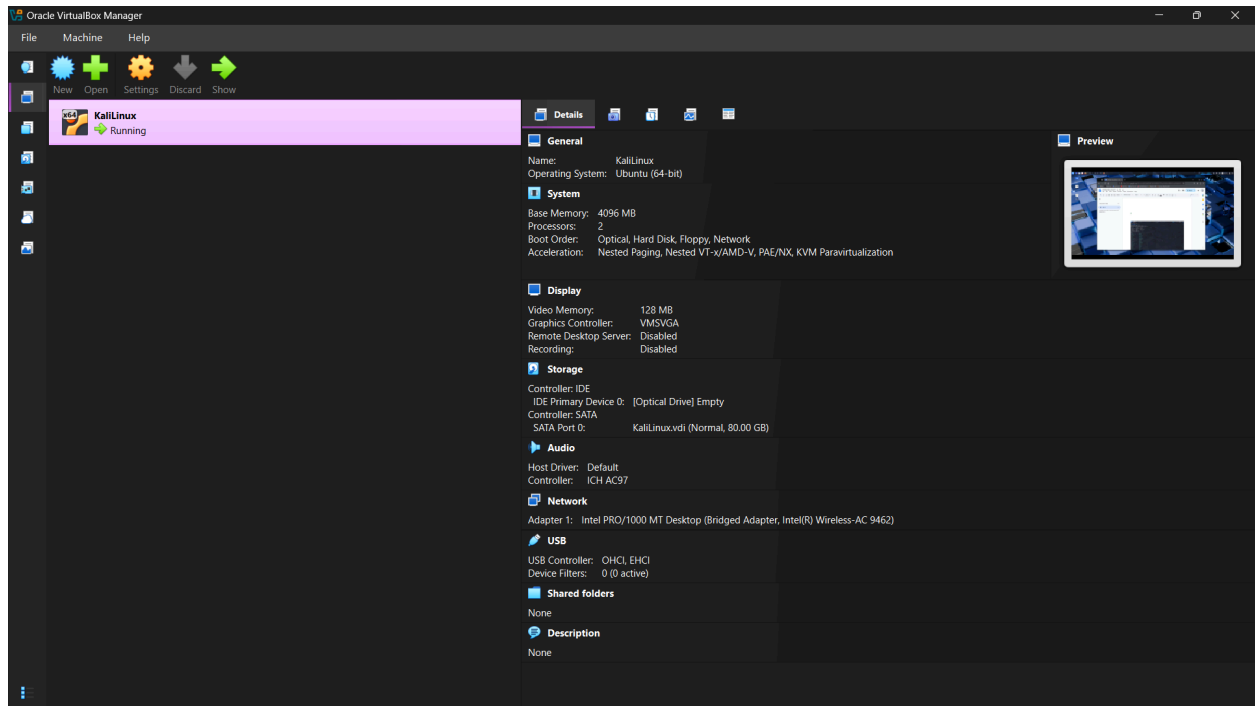 Oracle VirtualBox Manager
File Machine Help
New Open Settings Discard Show
x64
KaliLinux
Running
Details
General
Name: KaliLinux
Operating System: Ubuntu (64-bit)
System
Base Memory: 4096 MB
Processors: 2
Boot Order: Optical, Hard Disk, Floppy, Network
Acceleration: Nested Paging, Nested VT-x/AMD-V, PAE/NX, KVM Paravirtualization
Preview
Display
Video Memory: 128 MB
Graphics Controller: VMSVGA
Remote Desktop Server: Disabled
Recording: Disabled
Storage
Controller: IDE
IDE Primary Device 0: [Optical Drive] Empty
Controller: SATA
SATA Port 0: KaliLinux.vdi (Normal, 80.00 GB)
Audio
Host Driver: Default
Controller: ICH AC97
Network
Adapter 1: Intel PRO/1000 MT Desktop (Bridged Adapter, Intel(R) Wireless-AC 9462)
USB
USB Controller: OHCI, EHCI
Device Filters: 0 (0 active)
Shared folders
None
Description
None